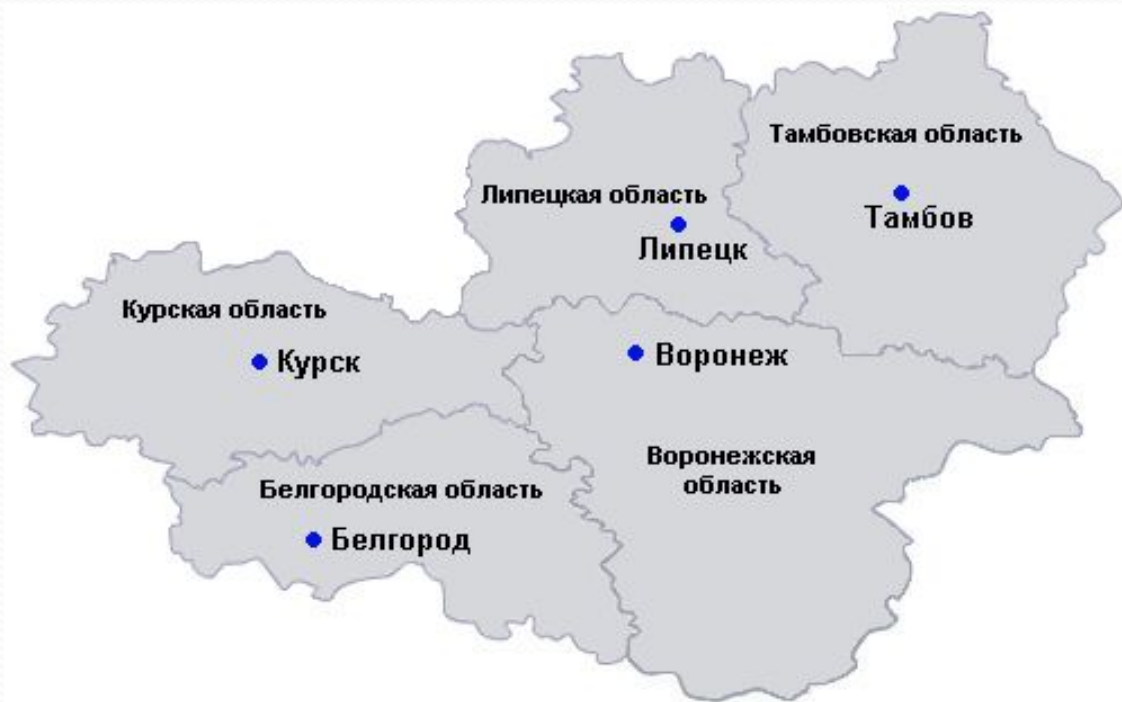 Тамбовская область
Тамбов
Липецкая область
Липецк
Курская область
Курск
Воронеж
Воронежская
область
Белгородская область
Белгород